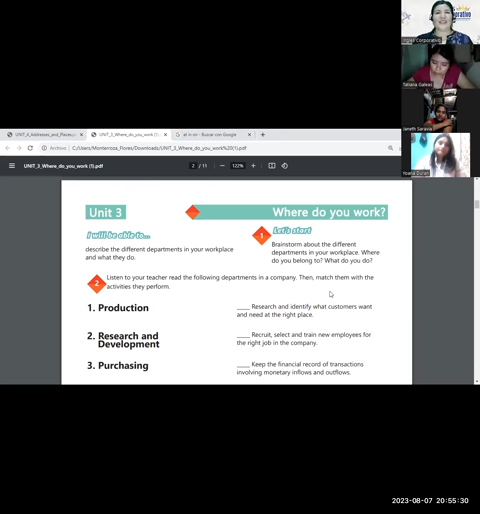 Inglés Corporativo
Tatiana Galeas
Janeth Saravia
Yoana Duran
UNIT_3_Where_do_you_work (1).p
at in on - Buscar con Google
Archivo
C:/Users/Monterroza_Flores/Downloads/UNIT_3_Where_do_you_work%20(1).pdf
UNIT_3_Where_do_you_work (1).pdf
2 / 11
122%
Unit 3
Where do you work?
I will be able to...
describe the different departments in your workplace
and what they do.
1
Let's start
Brainstorm about the different
departments in your workplace. Where
do you belong to? What do you do?
2
Listen to your teacher read the following departments in a company. Then, match them with the
activities they perform.
1. Production
____ Research and identify what customers want
and need at the right place.
2. Research and
Development
____ Recruit, select and train new employees for
the right job in the company.
3. Purchasing
____ Keep the financial record of transactions
involving monetary inflows and outflows.
2023-08-07 20:55:30